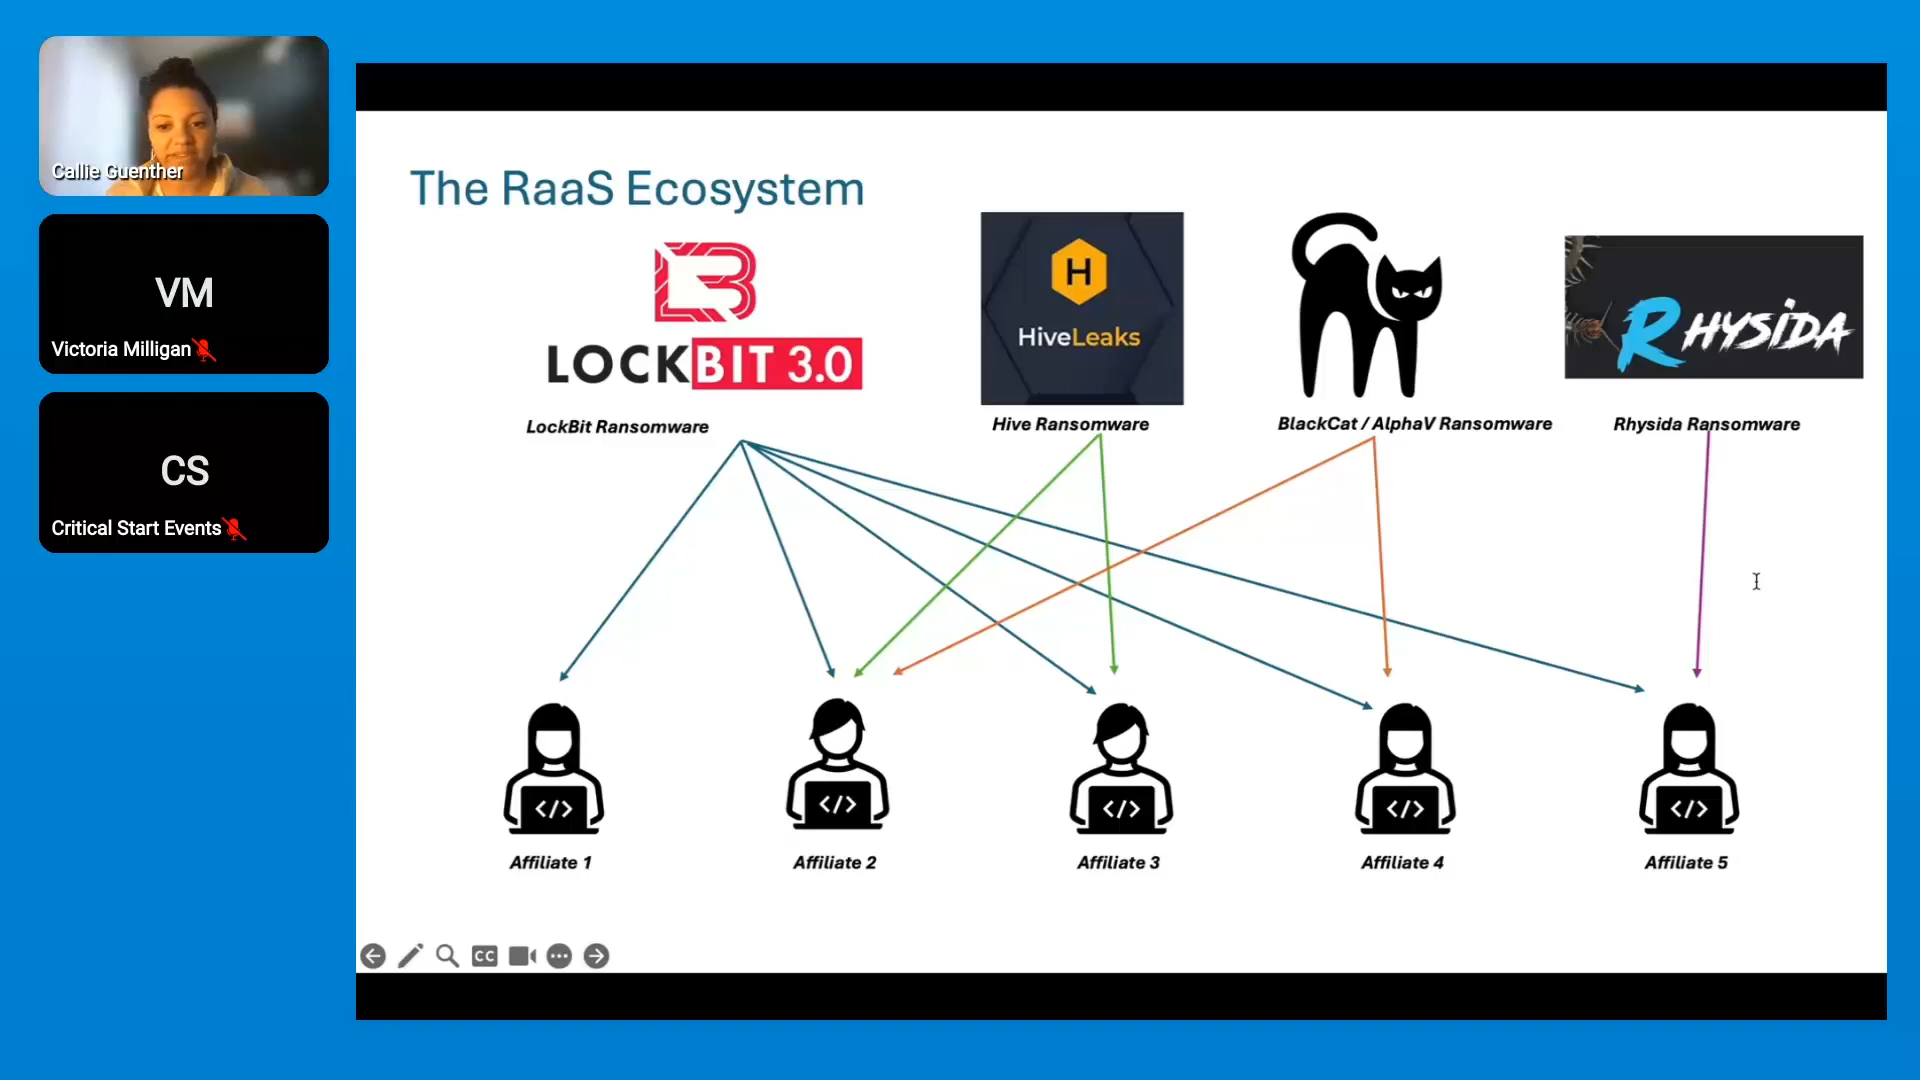 Callie Guenther
VM
Victoria Milligan
CS
Critical Start Events
The RaaS Ecosystem
LOCKBIT 3.0
H
HiveLeaks
RHYSIDA
LockBit Ransomware
Hive Ransomware
BlackCat / AlphaV Ransomware
Rhysida Ransomware
</>
</>
</>
</>
</>
Affiliate 1
Affiliate 2
Affiliate 3
Affiliate 4
Affiliate 5
CC